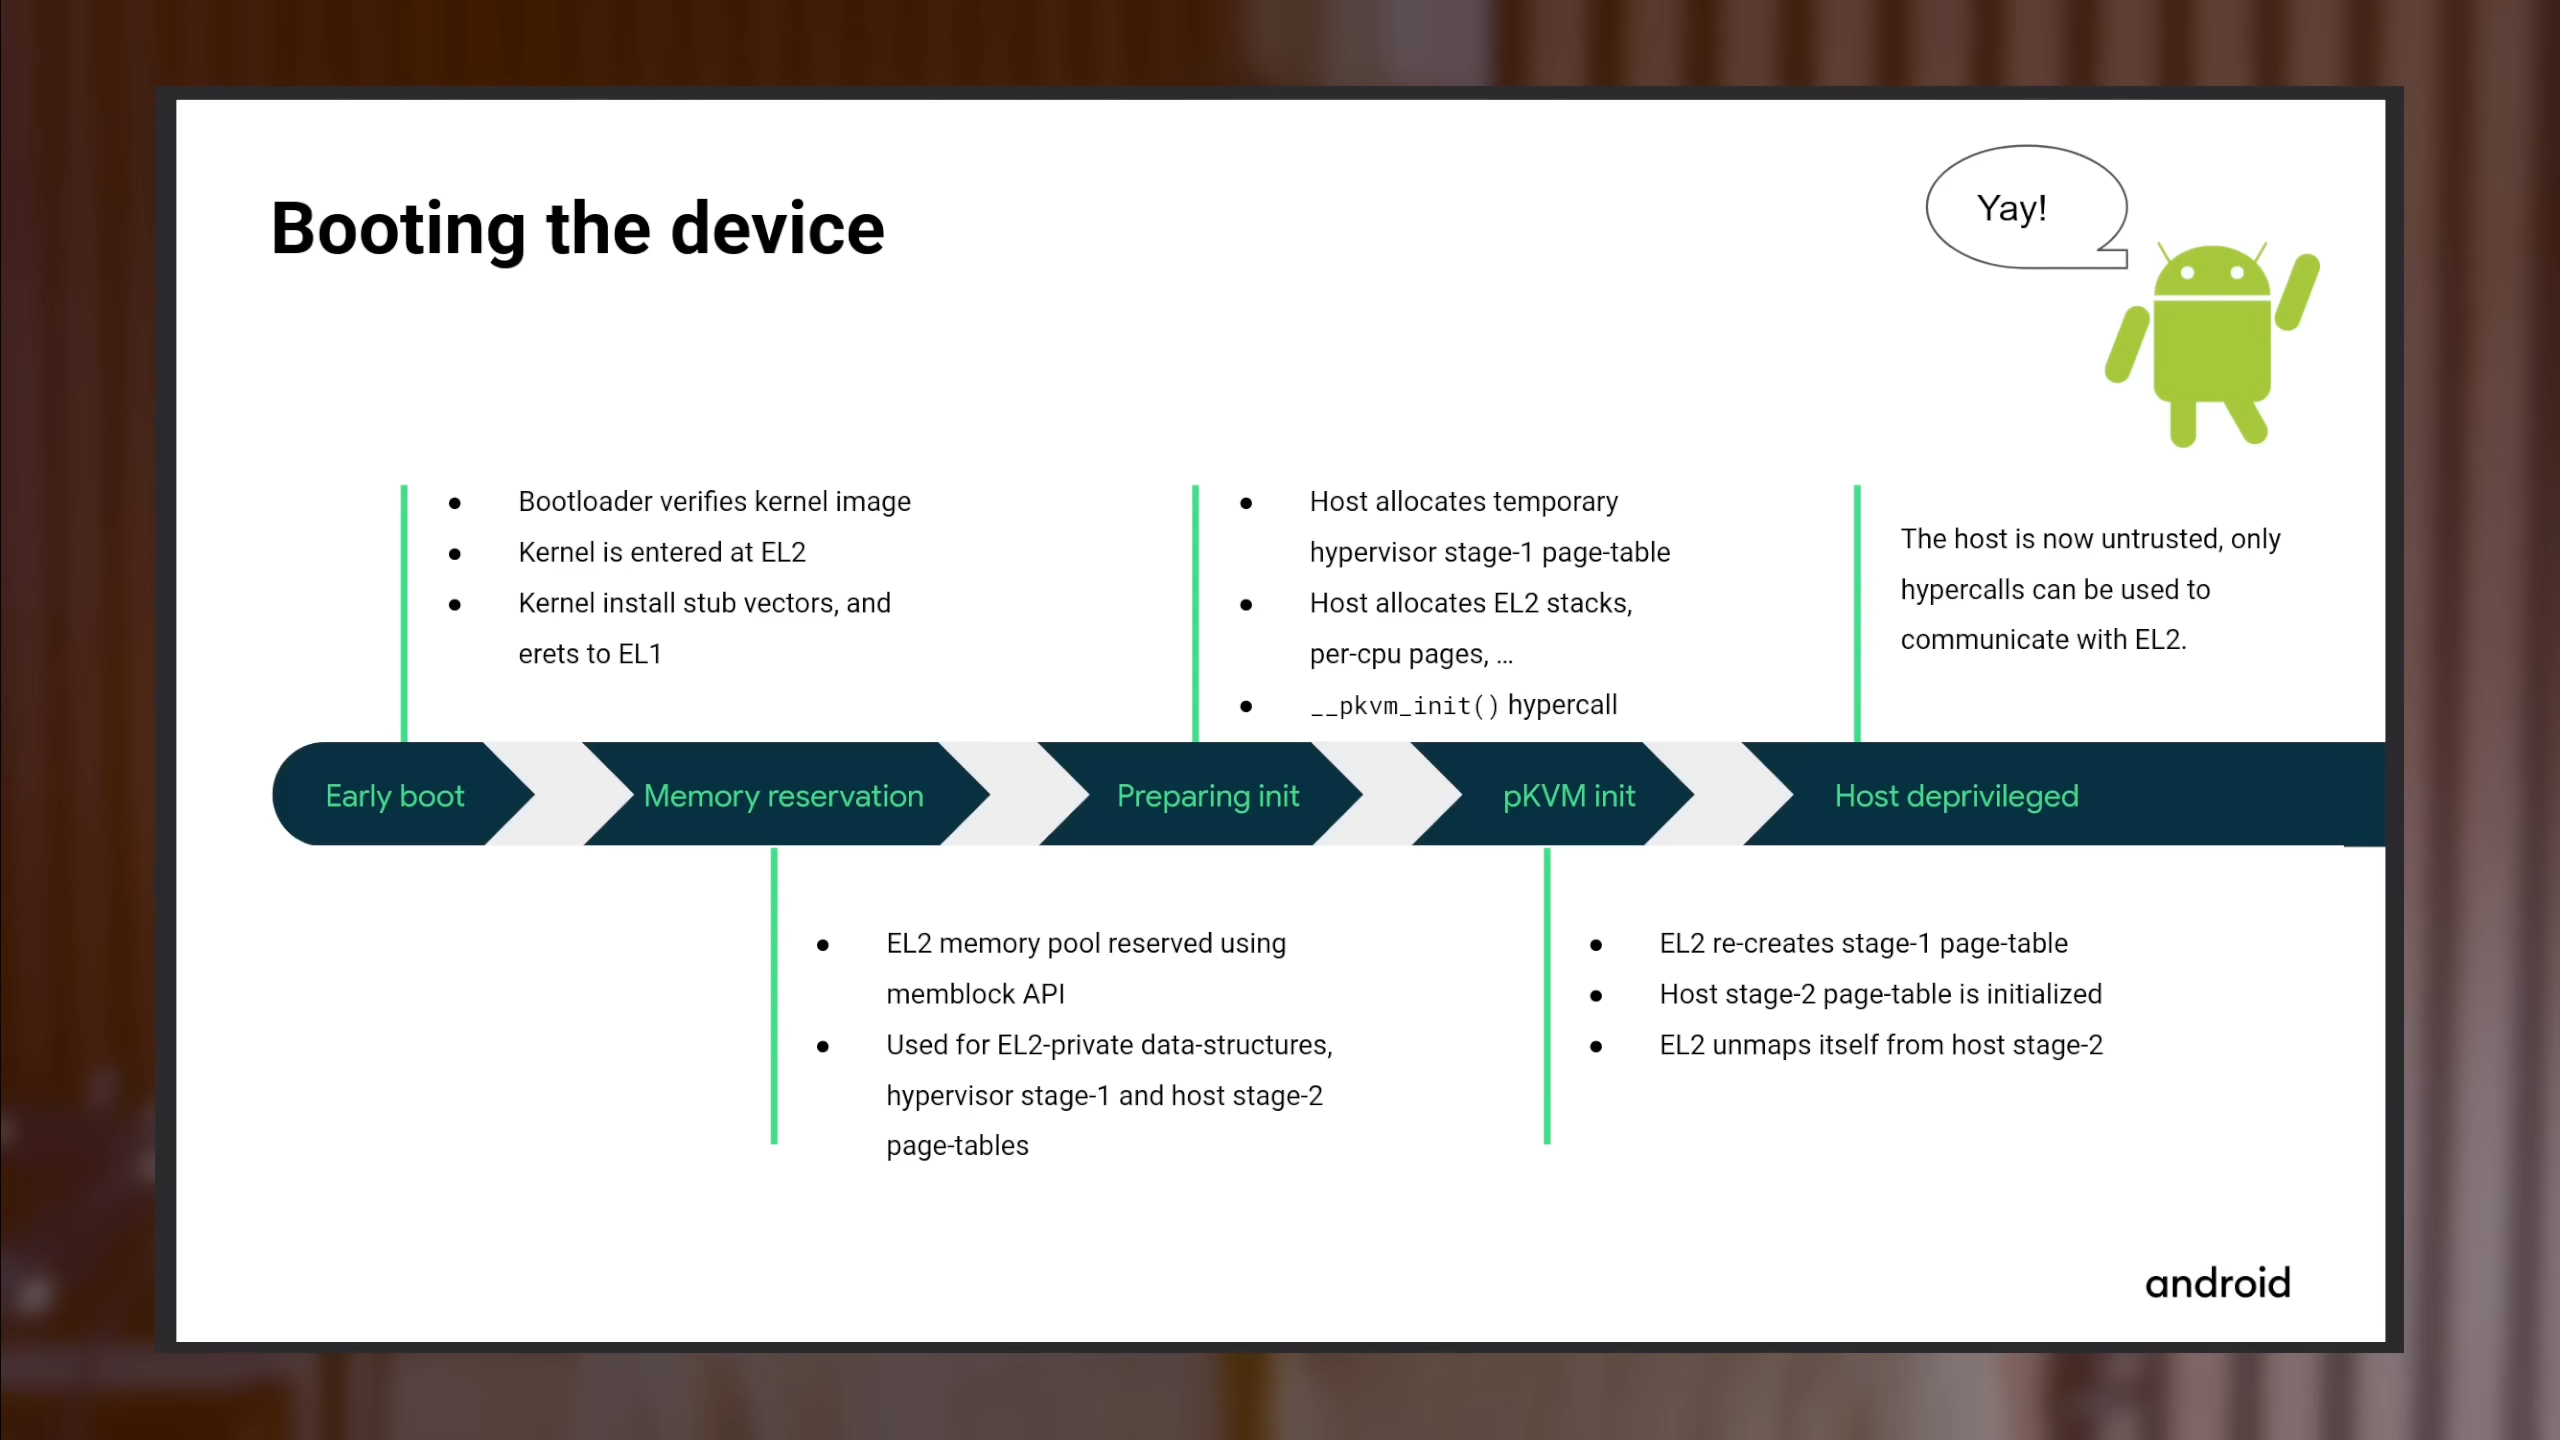 Booting the device
Yay!
Bootloader verifies kernel image
Kernel is entered at EL2
Kernel install stub vectors, and
erets to EL1
Host allocates temporary
hypervisor stage-1 page-table
Host allocates EL2 stacks,
per-cpu pages, …
__pkvm_init() hypercall
The host is now untrusted, only
hypercalls can be used to
communicate with EL2.
Early boot
Memory reservation
Preparing init
pKVM init
Host deprivileged
EL2 memory pool reserved using
memblock API
Used for EL2-private data-structures,
hypervisor stage-1 and host stage-2
page-tables
EL2 re-creates stage-1 page-table
Host stage-2 page-table is initialized
EL2 unmaps itself from host stage-2
android